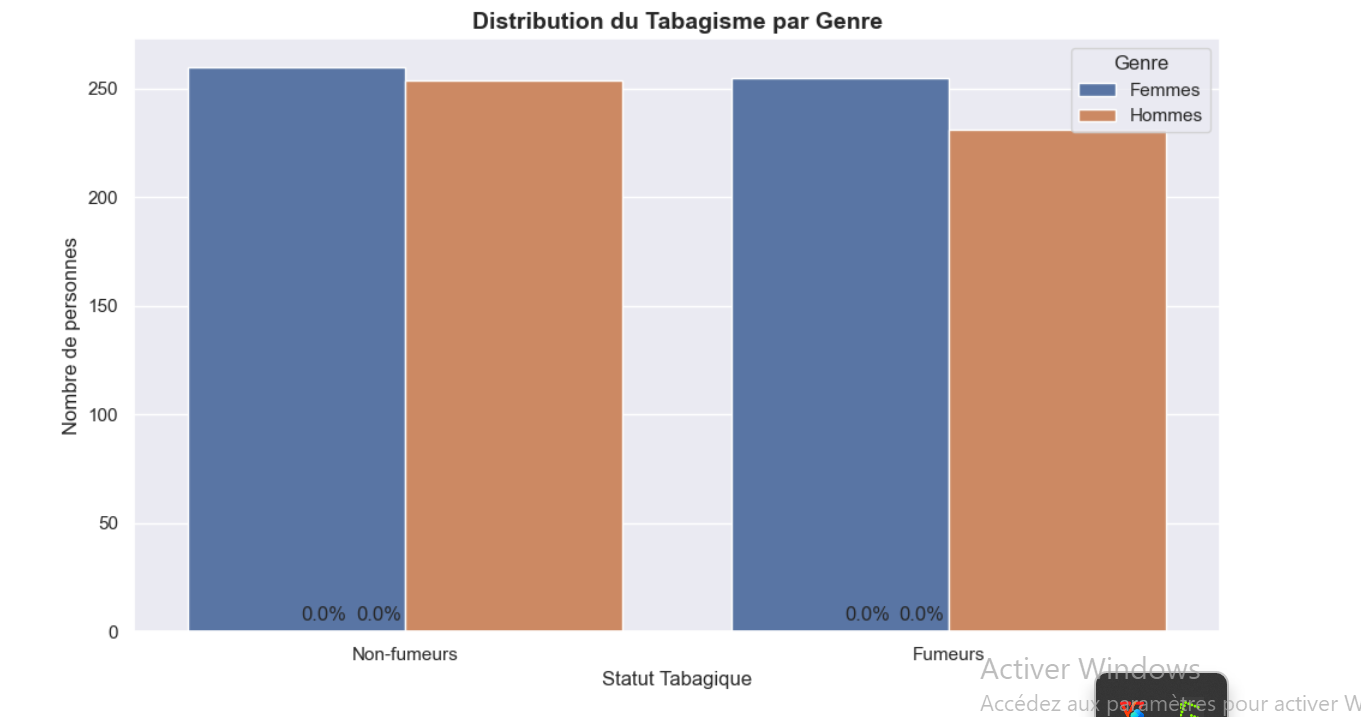 Distribution du Tabagisme par Genre
Genre
Femmes
Hommes
250
200
150
100
50
0
Nombre de personnes
0.0% 0.0%
0.0% 0.0%
Non-fumeurs
Fumeurs
Statut Tabagique
Activer Windows
Accédez aux paramètres pour activer W